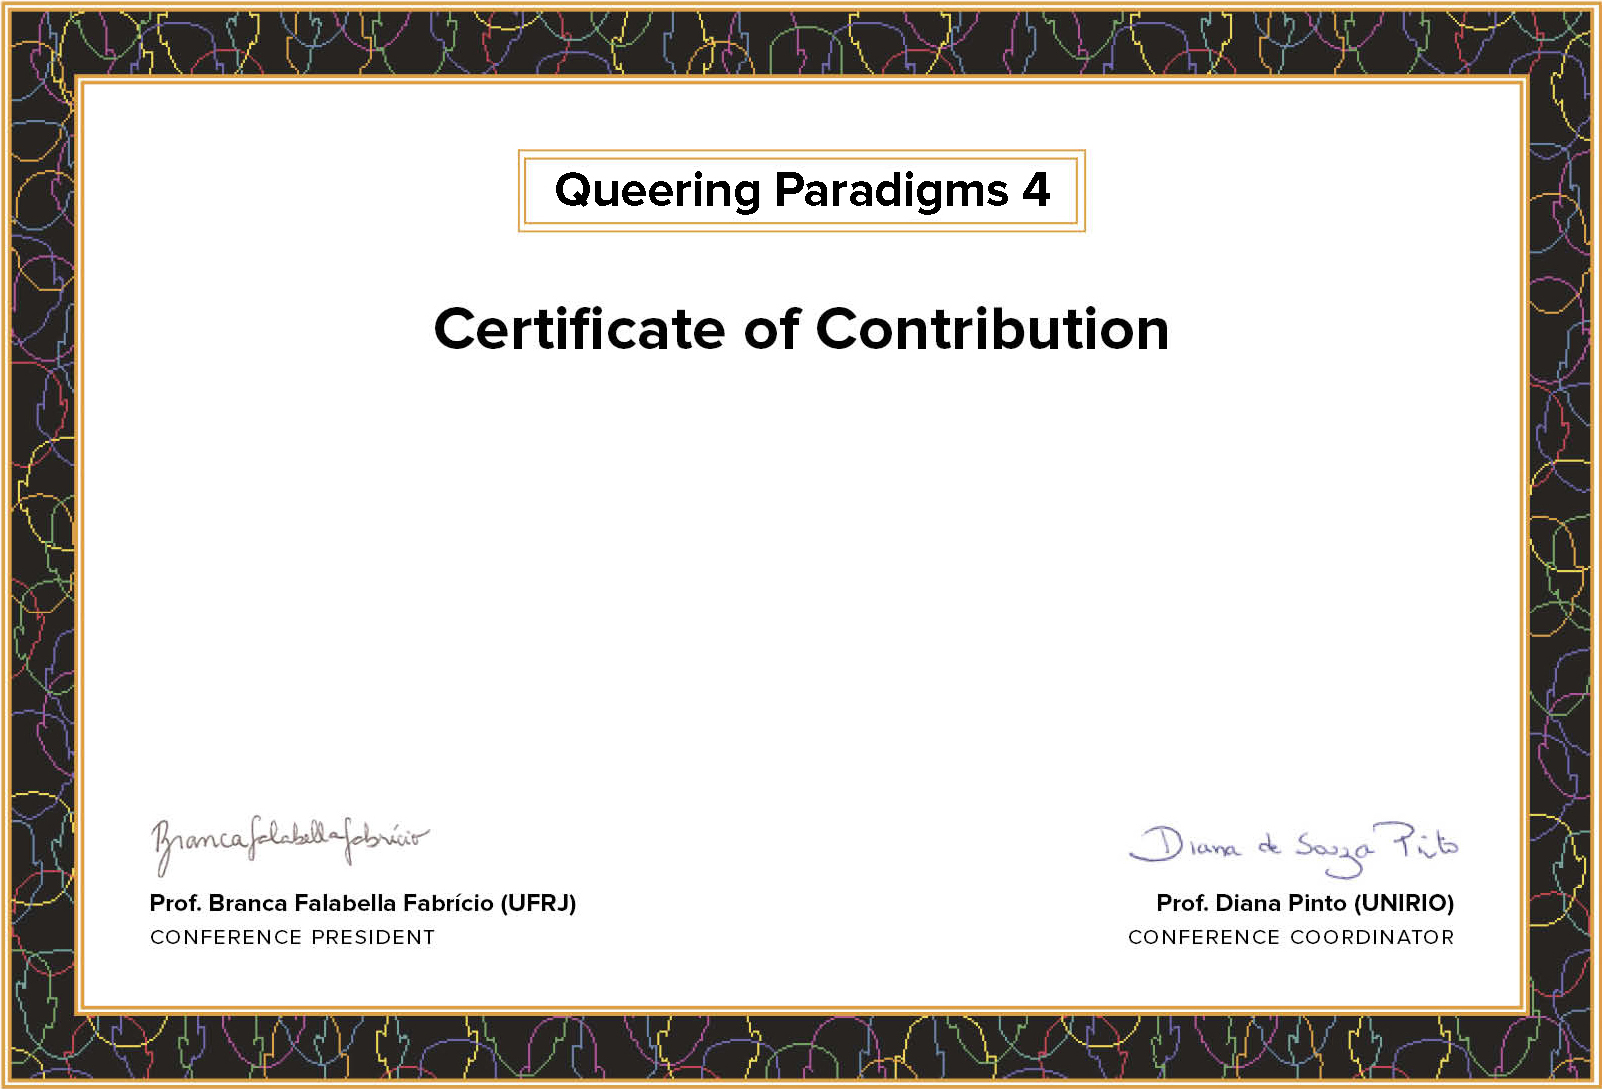 Queering Paradigms 4
Certificate of Contribution
Branca Falabella Fabrício
Diana de Souza Pinto
Prof. Branca Falabella Fabrício (UFRJ)
CONFERENCE PRESIDENT
Prof. Diana Pinto (UNIRIO)
CONFERENCE COORDINATOR